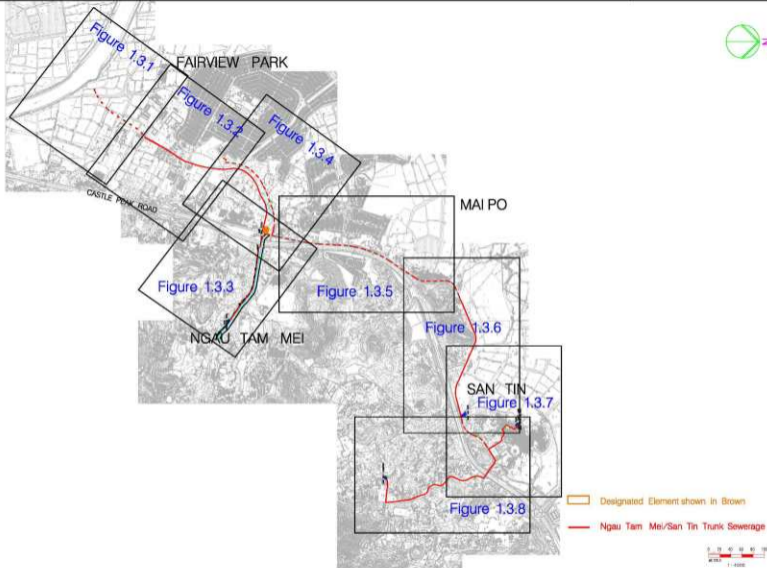 Figure 1.3.1
FAIRVIEW PARK
Figure 1.3.2
Figure 1.3.4
CASTLE PEAK ROAD
MAI PO
Figure 1.3.3
Figure 1.3.5
NGAU TAM MEI
Figure 1.3.6
SAN TIN
Figure 1.3.7
Figure 1.3.8
Designated Element shown in Brown
Ngau Tam Mei/San Tin Trunk Sewerage